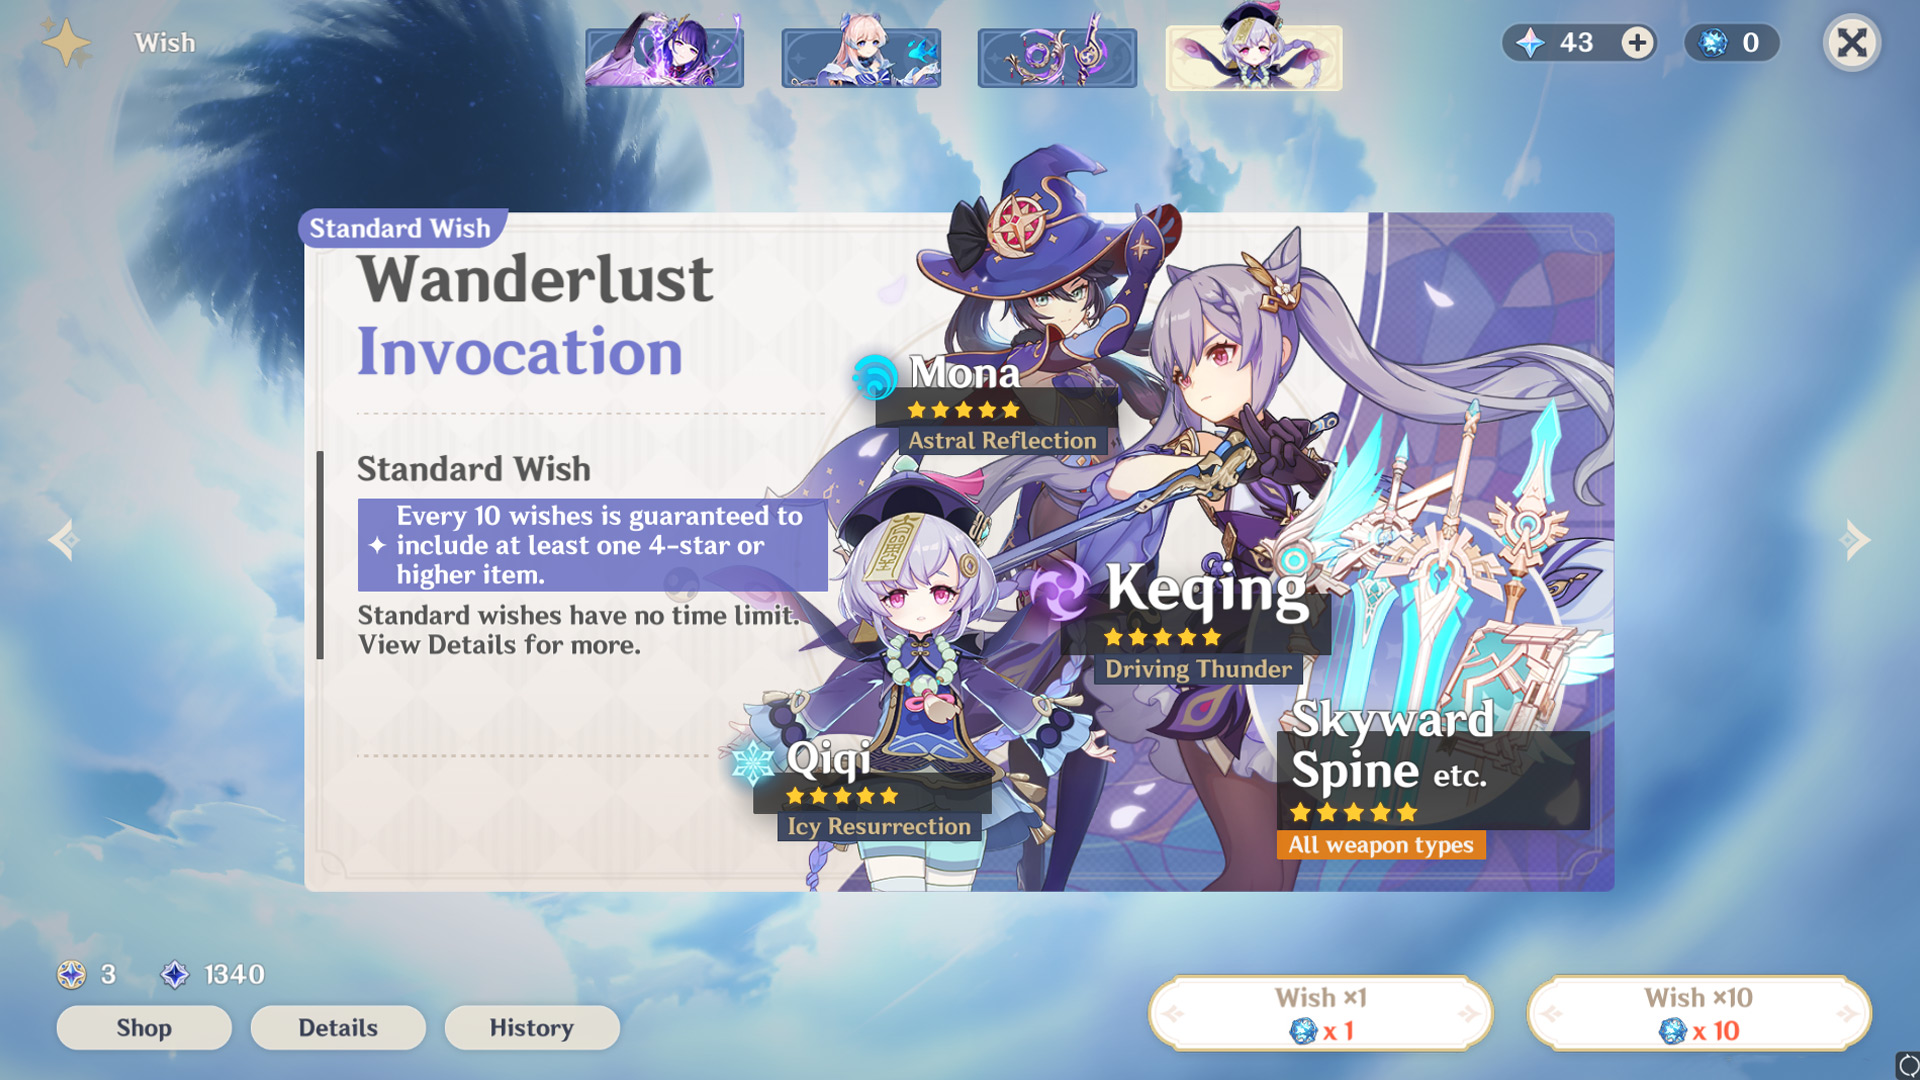 Wish
43
0
Standard Wish
Wanderlust
Invocation
Standard Wish
Every 10 wishes is guaranteed to
include at least one 4-star or
higher item.
Standard wishes have no time limit.
View Details for more.
Mona
Astral Reflection
Keqing
Driving Thunder
Qiqi
Icy Resurrection
Skyward
Spine etc.
All weapon types
3
1340
Shop
Details
History
Wish ×1
x 1
Wish ×10
x 10